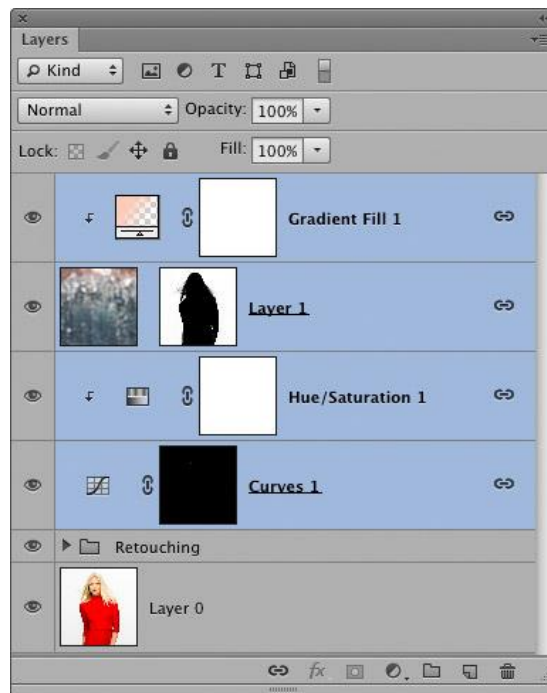 Layers
Kind
Normal Opacity: 100%
Lock: Fill: 100%
Gradient Fill 1
Layer 1
Hue/Saturation 1
Curves 1
Retouching
Layer 0
fx